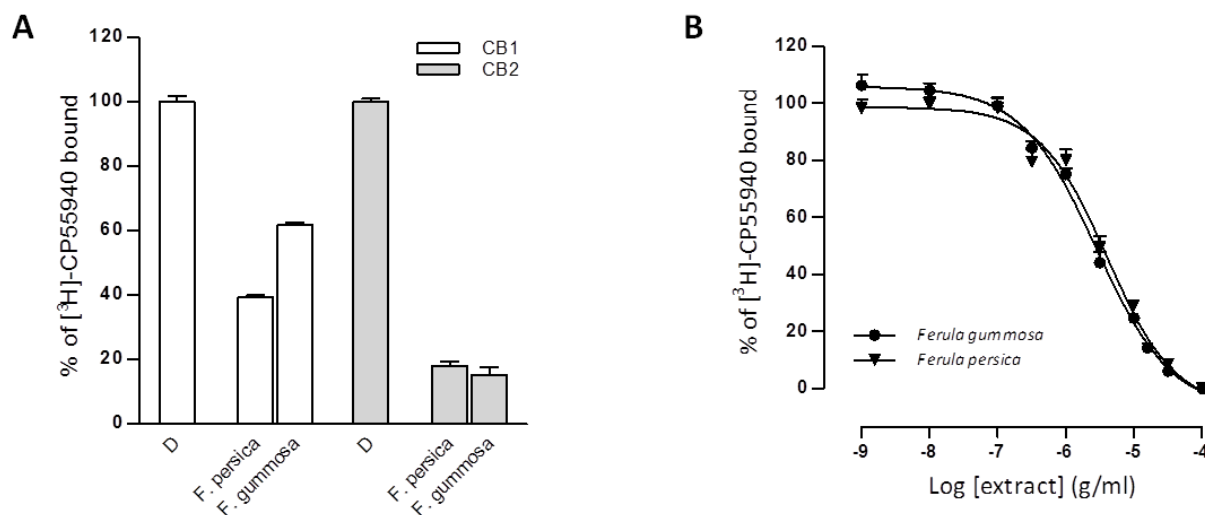 A
120
100
80
60
40
20
0
% of [³H]-CP55940 bound
CB1
CB2
D
F. persica
F. gummosa
D
F. persica
F. gummosa
B
120
100
80
60
40
20
0
% of [³H]-CP55940 bound
Ferula gummosa
Ferula persica
-9 -8 -7 -6 -5 -4
Log [extract] (g/ml)